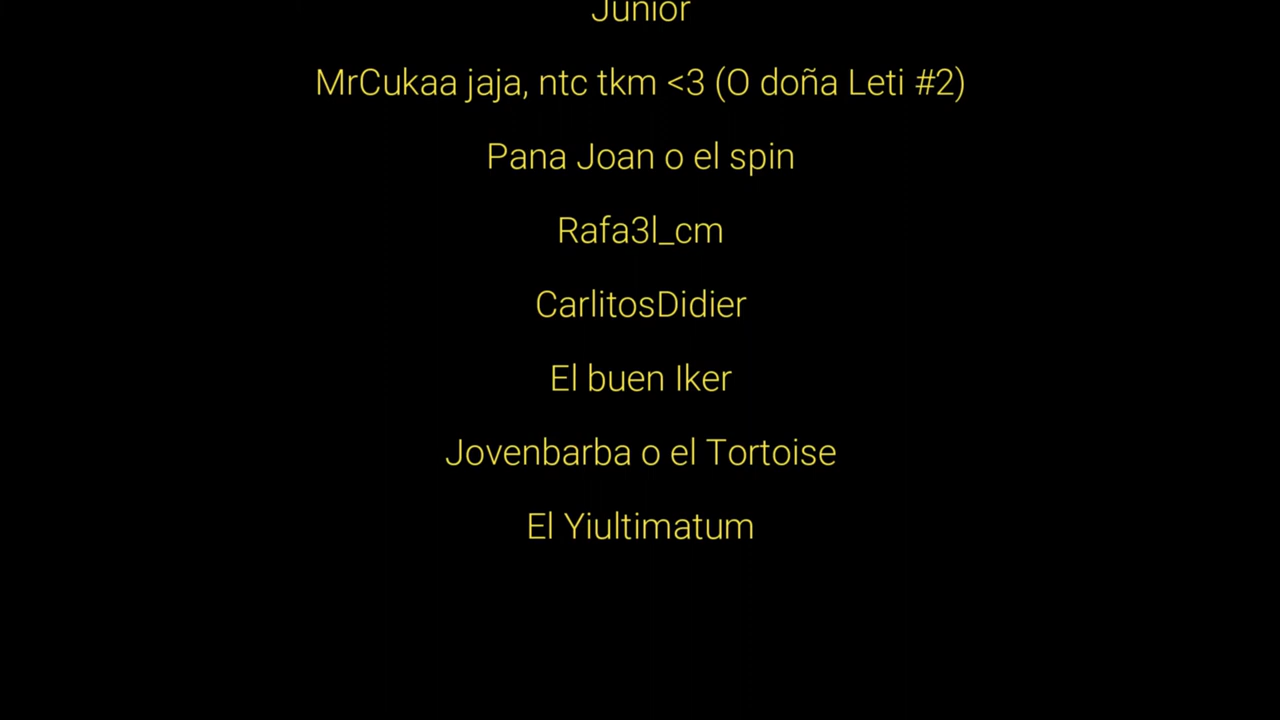 Junior
MrCukaa jaja, ntc tkm <3 (O doña Leti #2)
Pana Joan o el spin
Rafa3l_cm
CarlitosDidier
El buen Iker
Jovenbarba o el Tortoise
El Yiultimatum